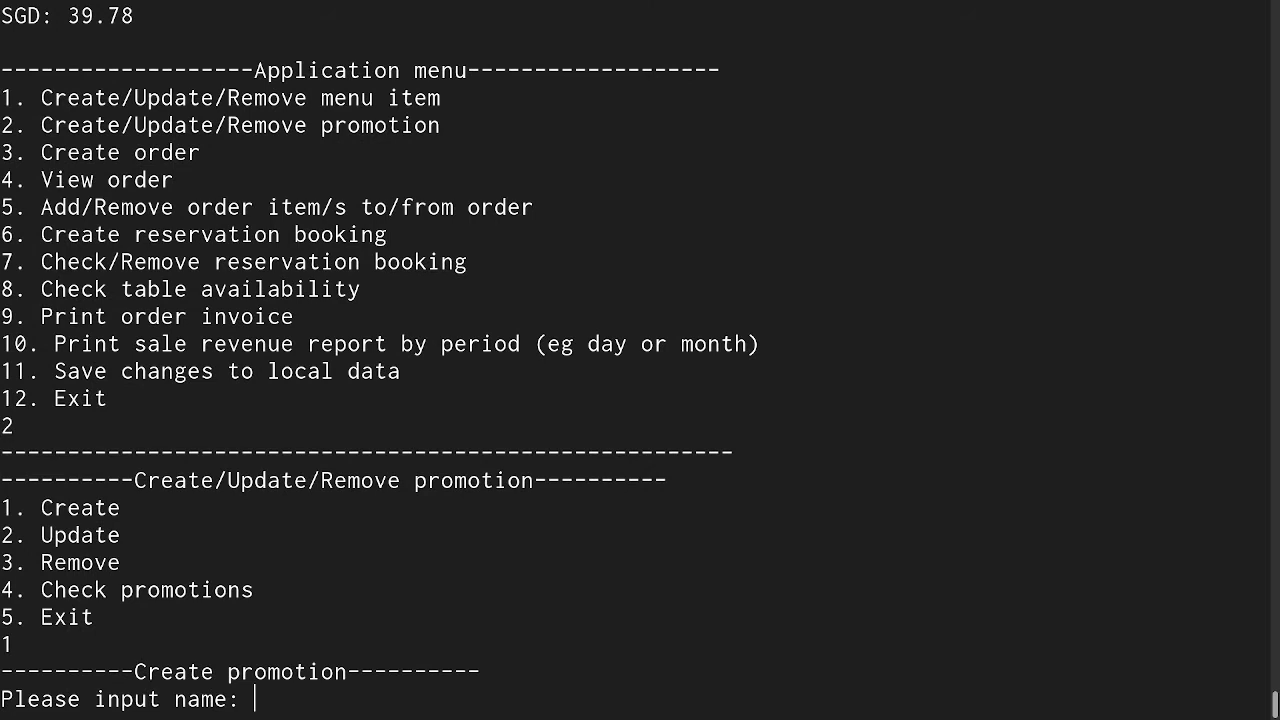 SGD: 39.78
-------------------Application menu-------------------
1. Create/Update/Remove menu item
2. Create/Update/Remove promotion
3. Create order
4. View order
5. Add/Remove order item/s to/from order
6. Create reservation booking
7. Check/Remove reservation booking
8. Check table availability
9. Print order invoice
10. Print sale revenue report by period (eg day or month)
11. Save changes to local data
12. Exit
2
-------------------------------------------------------
----------Create/Update/Remove promotion----------
1. Create
2. Update
3. Remove
4. Check promotions
5. Exit
1
----------Create promotion----------
Please input name: